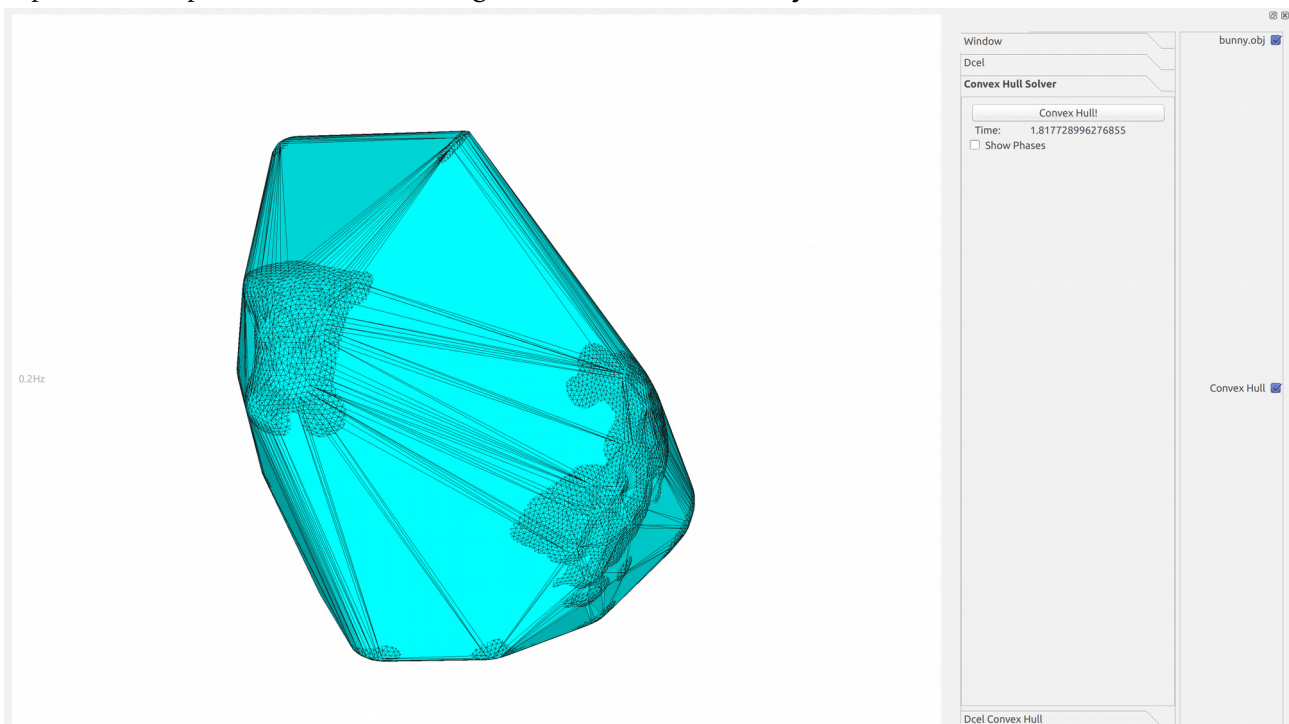 Window
bunny.obj
Dcel
Convex Hull Solver
Convex Hull!
Time: 1.817728996276855
Show Phases
0.2Hz
Convex Hull
Dcel Convex Hull